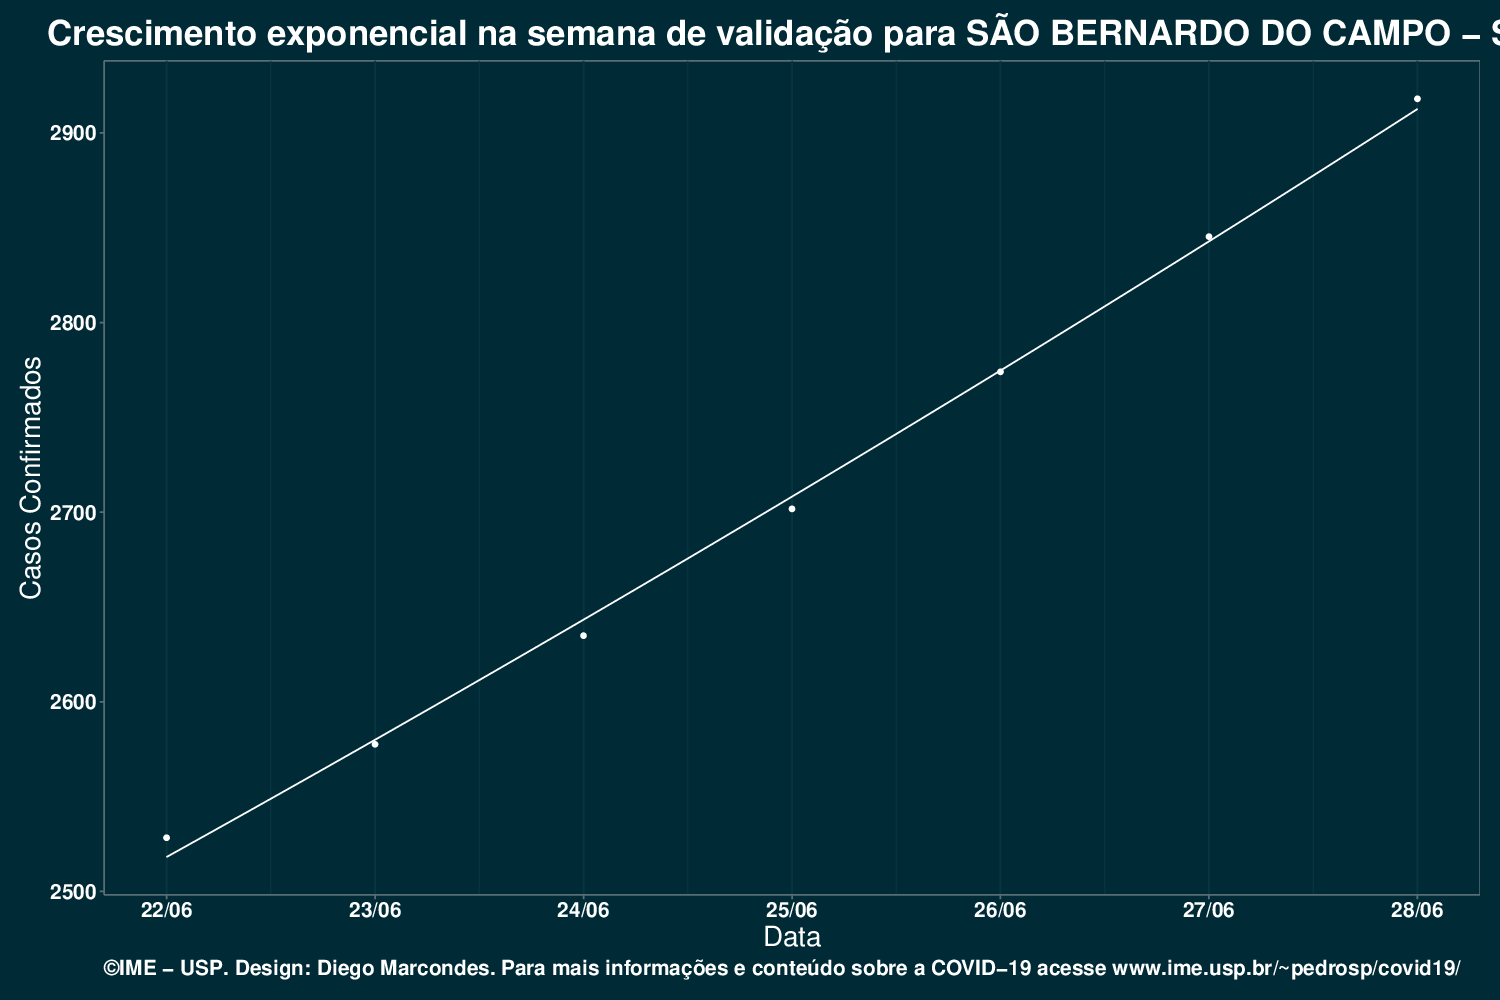 Crescimento exponencial na semana de validação para SÃO BERNARDO DO CAMPO –
Casos Confirmados
2900
2800
2700
2600
2500
22/06 23/06 24/06 25/06 26/06 27/06 28/06
Data
©IME – USP. Design: Diego Marcondes. Para mais informações e conteúdo sobre a COVID–19 acesse www.ime.usp.br/~pedrosp/covid19/